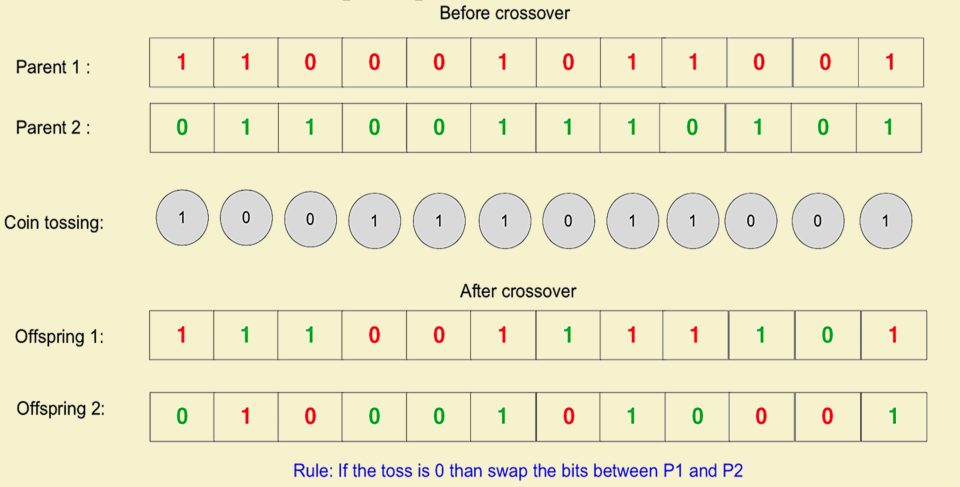 Before crossover
Parent 1 : 1 1 0 0 0 1 0 1 1 0 0 1
Parent 2 : 0 1 1 0 0 1 1 1 0 1 0 1
Coin tossing: 1 0 0 1 1 1 0 1 1 0 0 1
After crossover
Offspring 1: 1 1 1 0 0 1 1 1 1 1 0 1
Offspring 2: 0 1 0 0 0 1 0 1 0 0 0 1
Rule: If the toss is 0 than swap the bits between P1 and P2